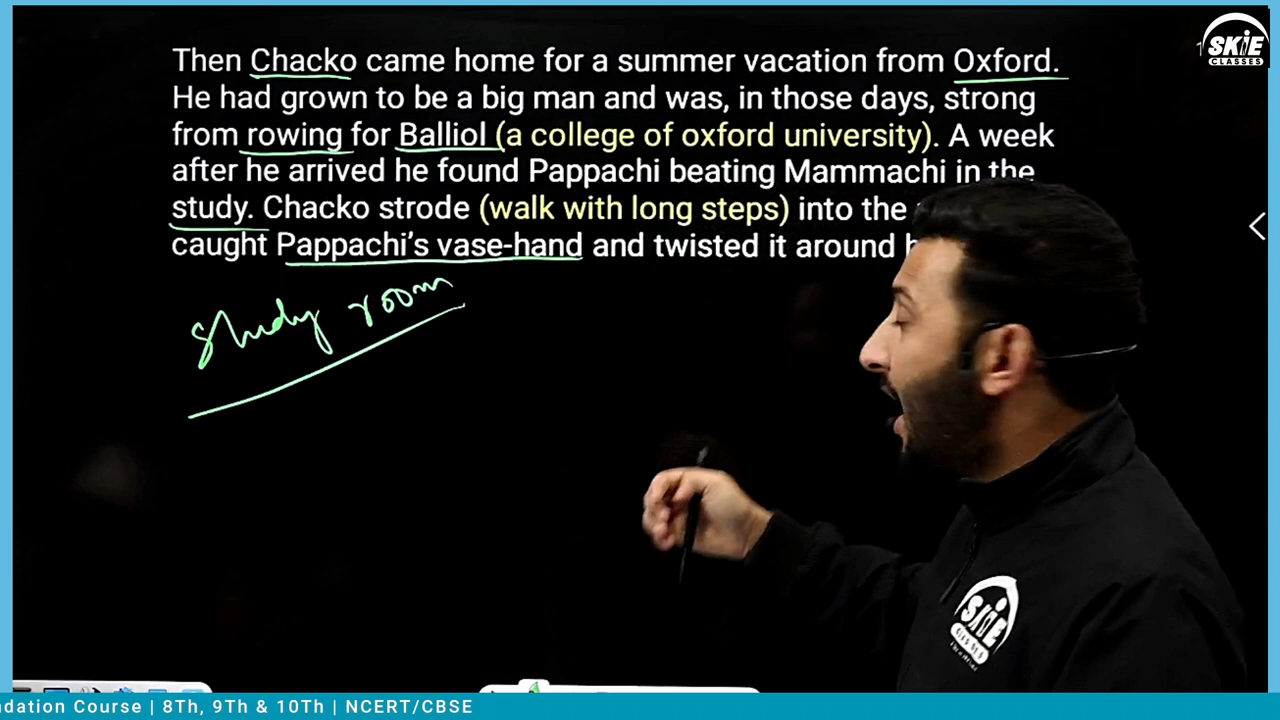 Then Chacko came home for a summer vacation from Oxford.
He had grown to be a big man and was, in those days, strong
from rowing for Balliol (a college of oxford university). A week
after he arrived he found Pappachi beating Mammachi in the
study. Chacko strode (walk with long steps) into the
caught Pappachi's vase-hand and twisted it around
Study room
SKIE
CLASSES
SKIE
ndation Course | 8Th, 9Th & 10Th | NCERT/CBSE